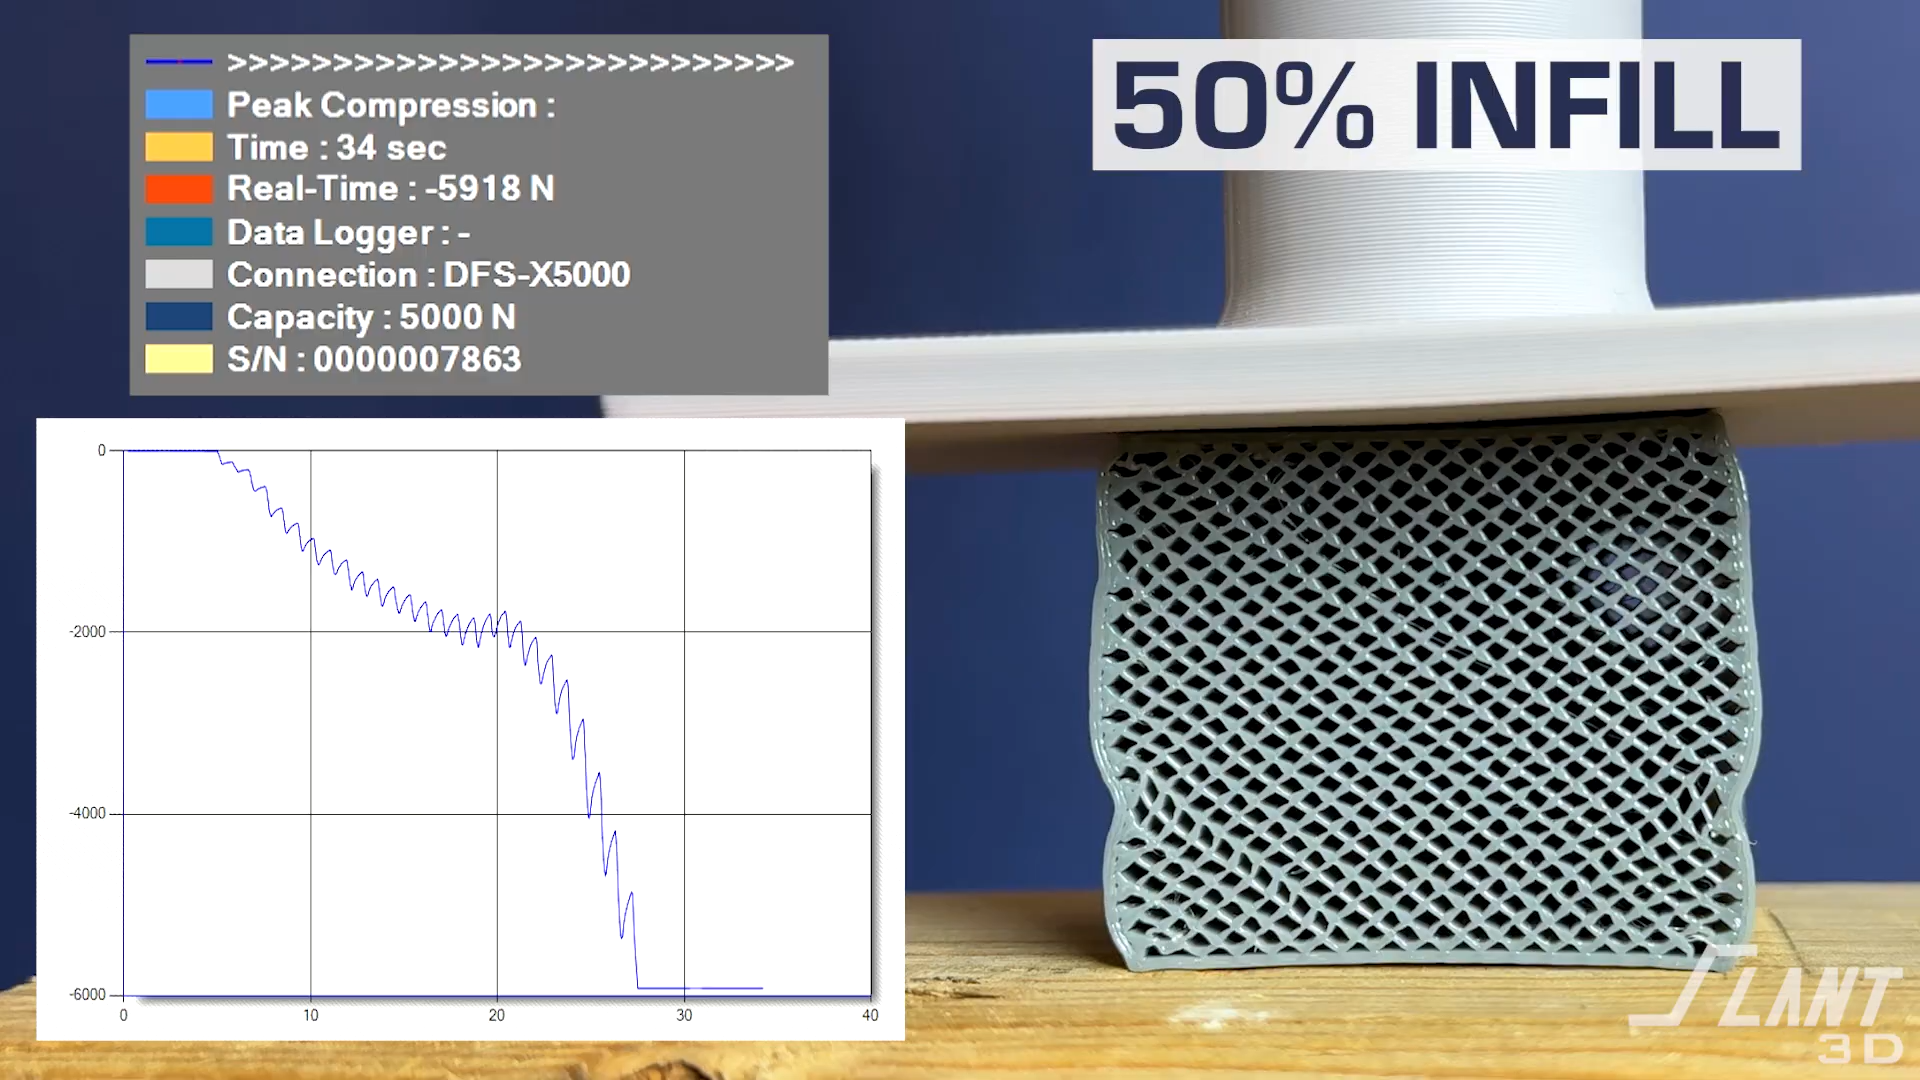 >>>>>>>>>>>>>>>>>>>>>>>>>>>
Peak Compression :
Time : 34 sec
Real-Time : -5918 N
Data Logger : -
Connection : DFS-X5000
Capacity : 5000 N
S/N : 0000007863
50% INFILL
0
-2000
-4000
-6000
0 10 20 30 40
SLANT
3D